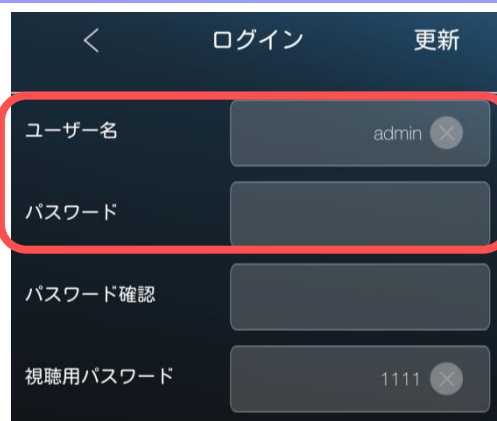 ログイン 更新
ユーザー名 admin
パスワード
パスワード確認
視聴用パスワード 1111